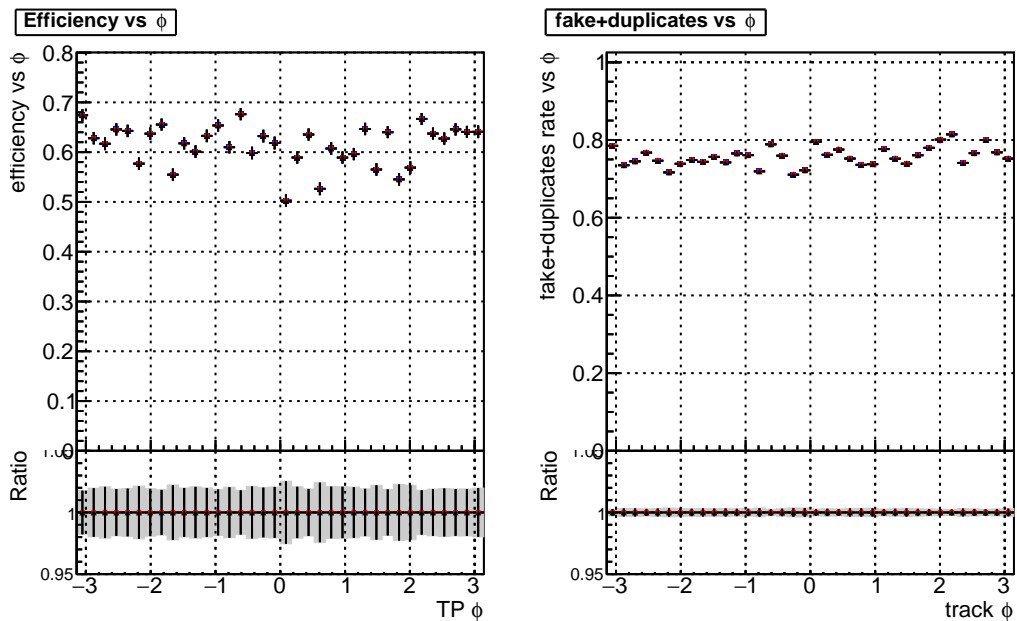 Efficiency vs ϕ
efficiency vs ϕ
0.8
0.7
0.6
0.5
0.4
0.3
0.2
0.1
0
Ratio
1
0.95
−3 −2 −1 0 1 2 3
TP ϕ
fake+duplicates vs ϕ
fake+duplicates rate vs ϕ
1
0.8
0.6
0.4
0.2
0
Ratio
1
0.95
−3 −2 −1 0 1 2 3
track ϕ